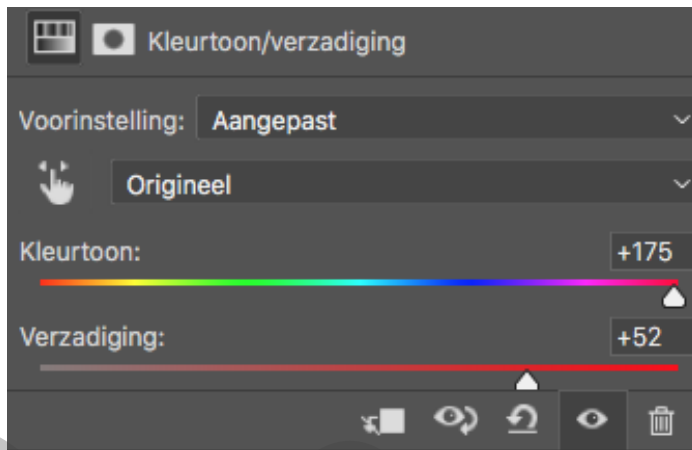 Kleurtoon/verzadiging
Voorinstelling: Aangepast
Origineel
Kleurtoon: +175
Verzadiging: +52